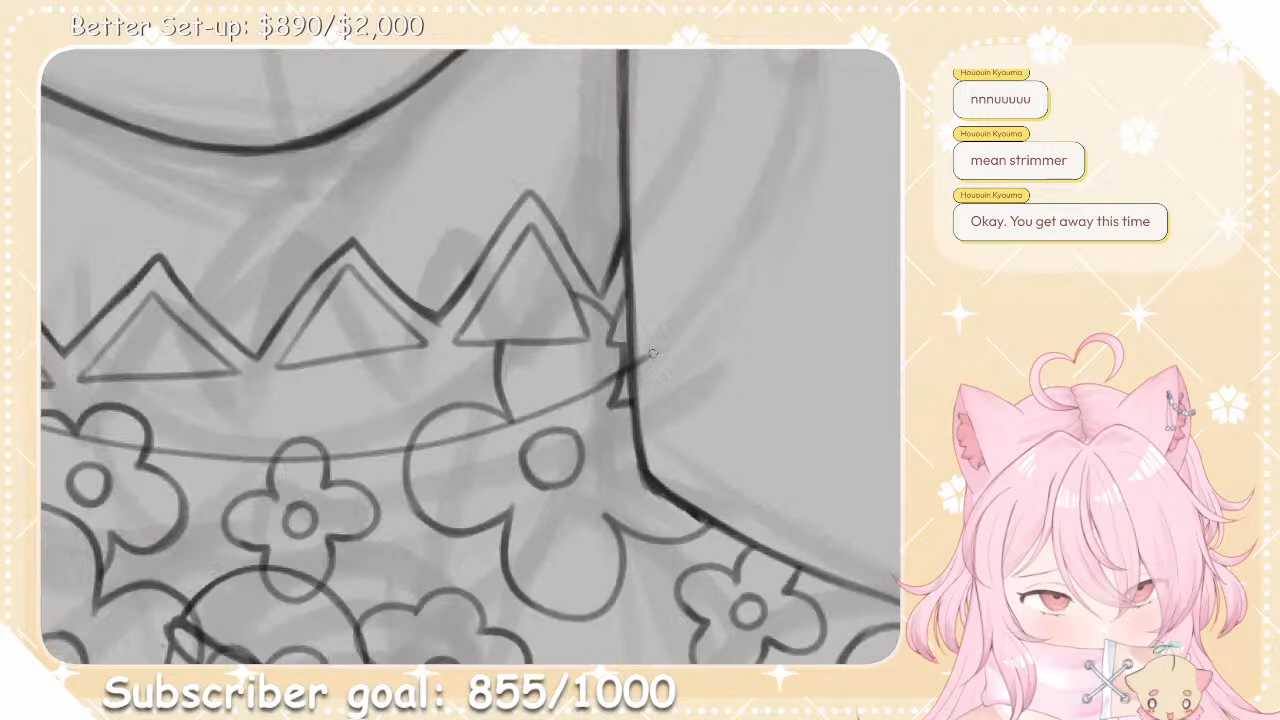 Better Set-up: $890/$2,000
Hououin Kyouma
nnnuuuuu
Hououin Kyouma
mean strimmer
Hououin Kyouma
Okay. You get away this time
Subscriber goal: 855/1000